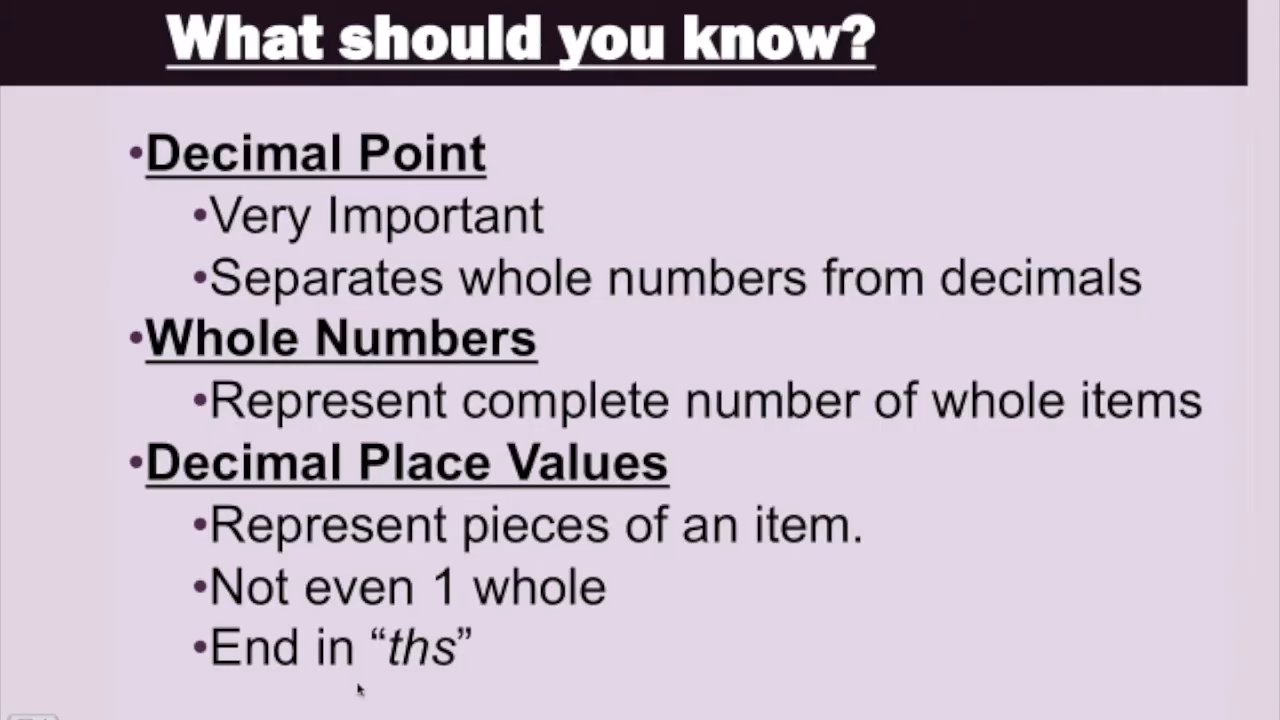 What should you know?
•Decimal Point
•Very Important
•Separates whole numbers from decimals
•Whole Numbers
•Represent complete number of whole items
•Decimal Place Values
•Represent pieces of an item.
•Not even 1 whole
•End in “ths”